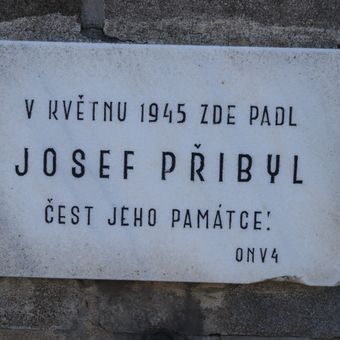 V KVĚTNU 1945 ZDE PADL
JOSEF PŘIBYL
ČEST JEHO PAMÁTCE!
ONV4